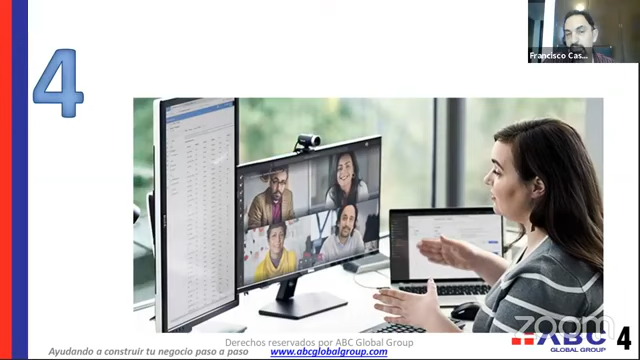 4
Francisco Cas...
Derechos reservados por ABC Global Group
Ayudando a construir tu negocio paso a paso
www.abcglobalgroup.com
ABC
GLOBAL GROUP
zoom
4